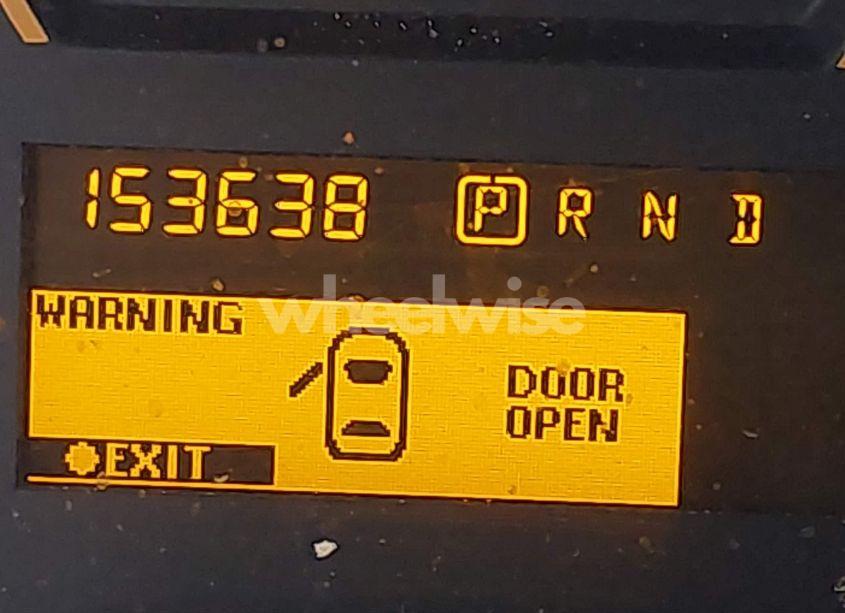 153638 P R N D
wheelwise
WARNING
DOOR
OPEN
EXIT